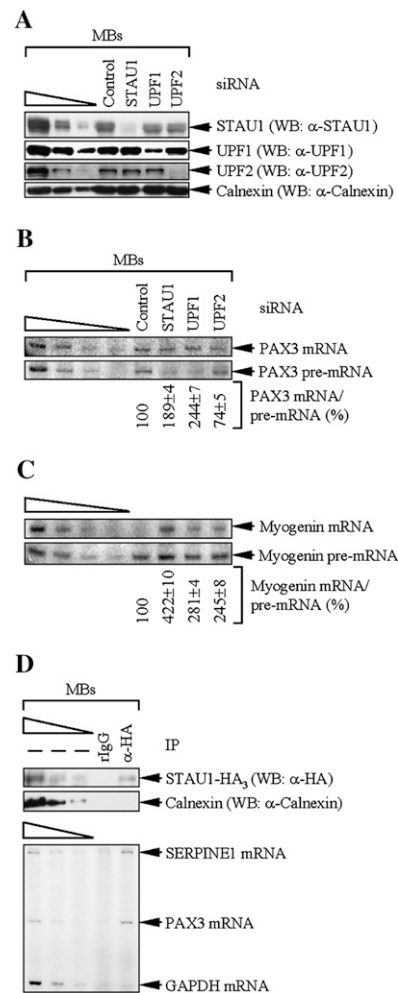 A
MBs
Control
STAU1
UPF1
UPF2
siRNA
STAU1 (WB: α-STAU1)
UPF1 (WB: α-UPF1)
UPF2 (WB: α-UPF2)
Calnexin (WB: α-Calnexin)
B
MBs
Control
STAU1
UPF1
UPF2
siRNA
PAX3 mRNA
PAX3 pre-mRNA
100
189±4
244±7
74±5
PAX3 mRNA/
pre-mRNA (%)
C
Myogenin mRNA
Myogenin pre-mRNA
100
422±10
281±4
245±8
Myogenin mRNA/
pre-mRNA (%)
D
MBs
– – –
rIgG
α-HA
IP
STAU1-HA3 (WB: α-HA)
Calnexin (WB: α-Calnexin)
SERPINE1 mRNA
PAX3 mRNA
GAPDH mRNA